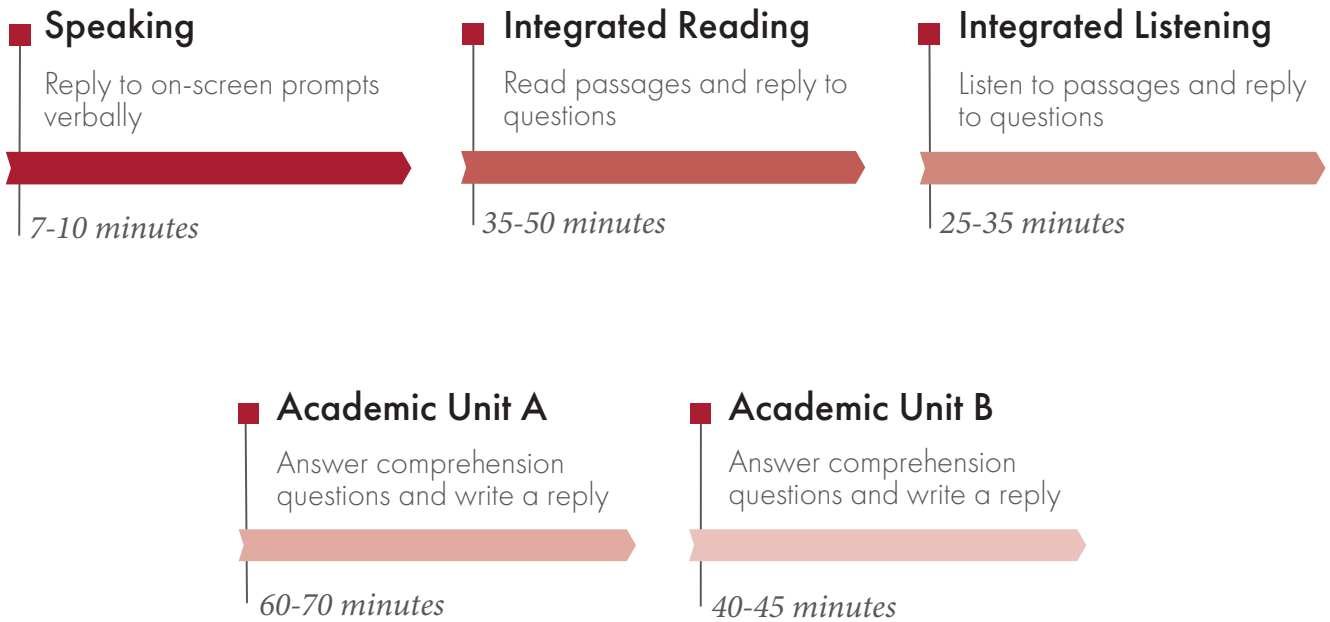 Speaking
Reply to on-screen prompts
verbally
7-10 minutes
Integrated Reading
Read passages and reply to
questions
35-50 minutes
Integrated Listening
Listen to passages and reply
to questions
25-35 minutes
Academic Unit A
Answer comprehension
questions and write a reply
60-70 minutes
Academic Unit B
Answer comprehension
questions and write a reply
40-45 minutes